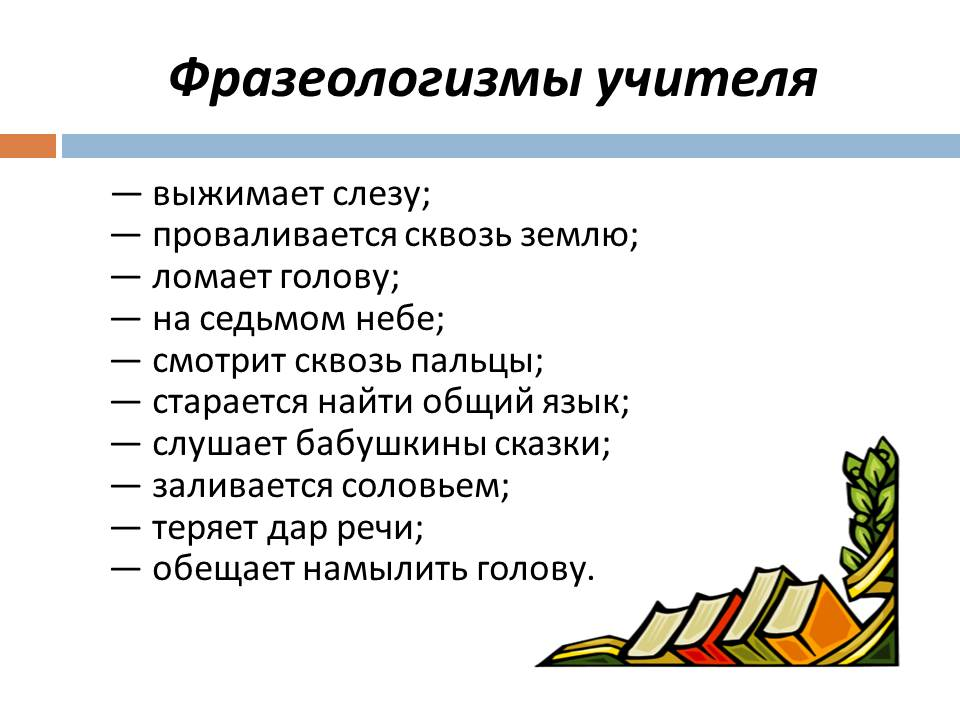 Фразеологизмы учителя
— выжимает слезу;
— проваливается сквозь землю;
— ломает голову;
— на седьмом небе;
— смотрит сквозь пальцы;
— старается найти общий язык;
— слушает бабушкины сказки;
— заливается соловьем;
— теряет дар речи;
— обещает намылить голову.